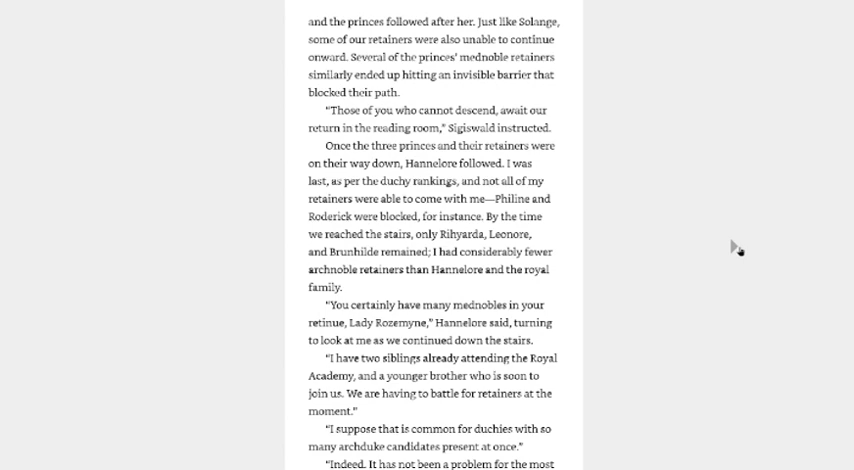 and the princes followed after her. Just like Solange,
some of our retainers were also unable to continue
onward. Several of the princes' mednoble retainers
similarly ended up hitting an invisible barrier that
blocked their path.
“Those of you who cannot descend, await our
return in the reading room,” Sigiswald instructed.
Once the three princes and their retainers were
on their way down, Hannelore followed. I was
last, as per the duchy rankings, and not all of my
retainers were able to come with me—Philine and
Roderick were blocked, for instance. By the time
we reached the stairs, only Rihyarda, Leonore,
and Brunhilde remained; I had considerably fewer
archnoble retainers than Hannelore and the royal
family.
“You certainly have many mednobles in your
retinue, Lady Rozemyne,” Hannelore said, turning
to look at me as we continued down the stairs.
“I have two siblings already attending the Royal
Academy, and a younger brother who is soon to
join us. We are having to battle for retainers at the
moment.”
“I suppose that is common for duchies with so
many archduke candidates present at once.”
“Indeed. It has not been a problem for the most